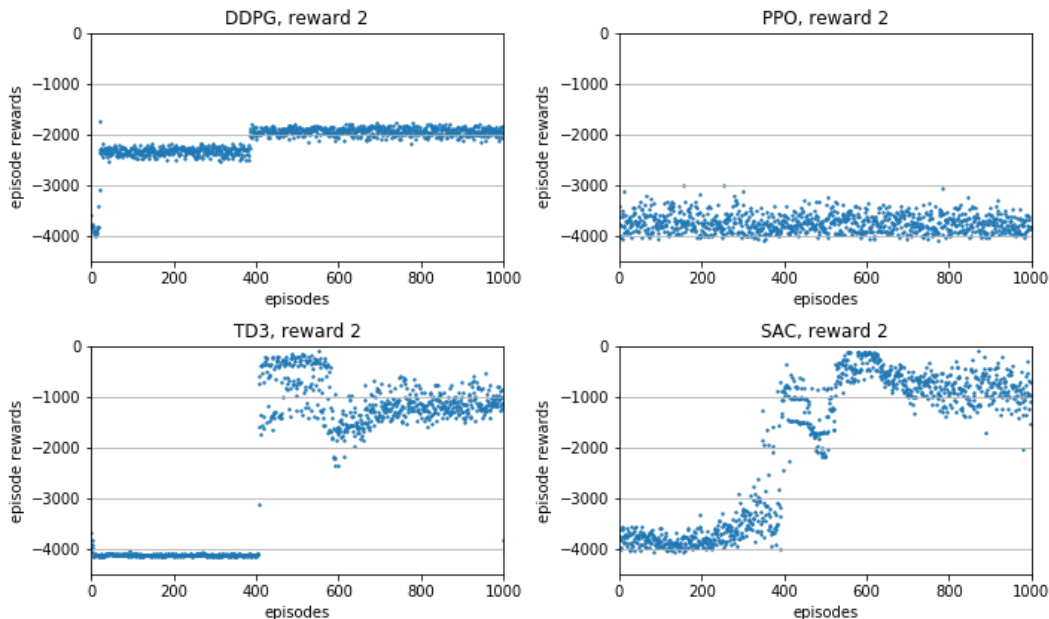 DDPG, reward 2
0
−1000
−2000
−3000
−4000
episode rewards
0 200 400 600 800 1000
episodes
PPO, reward 2
0
−1000
−2000
−3000
−4000
episode rewards
0 200 400 600 800 1000
episodes
TD3, reward 2
0
−1000
−2000
−3000
−4000
episode rewards
0 200 400 600 800 1000
episodes
SAC, reward 2
0
−1000
−2000
−3000
−4000
episode rewards
0 200 400 600 800 1000
episodes